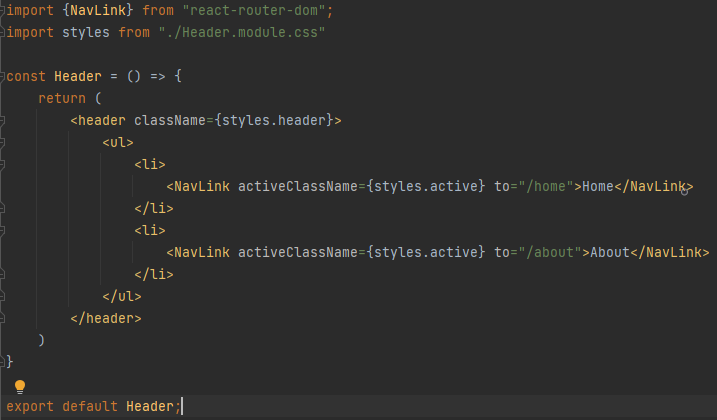 import {NavLink} from "react-router-dom";
import styles from "./Header.module.css"
const Header = () => {
return (
<header className={styles.header}>
<ul>
<li>
<NavLink activeClassName={styles.active} to="/home">Home</NavLink>
</li>
<li>
<NavLink activeClassName={styles.active} to="/about">About</NavLink>
</li>
</ul>
</header>
)
}
export default Header;